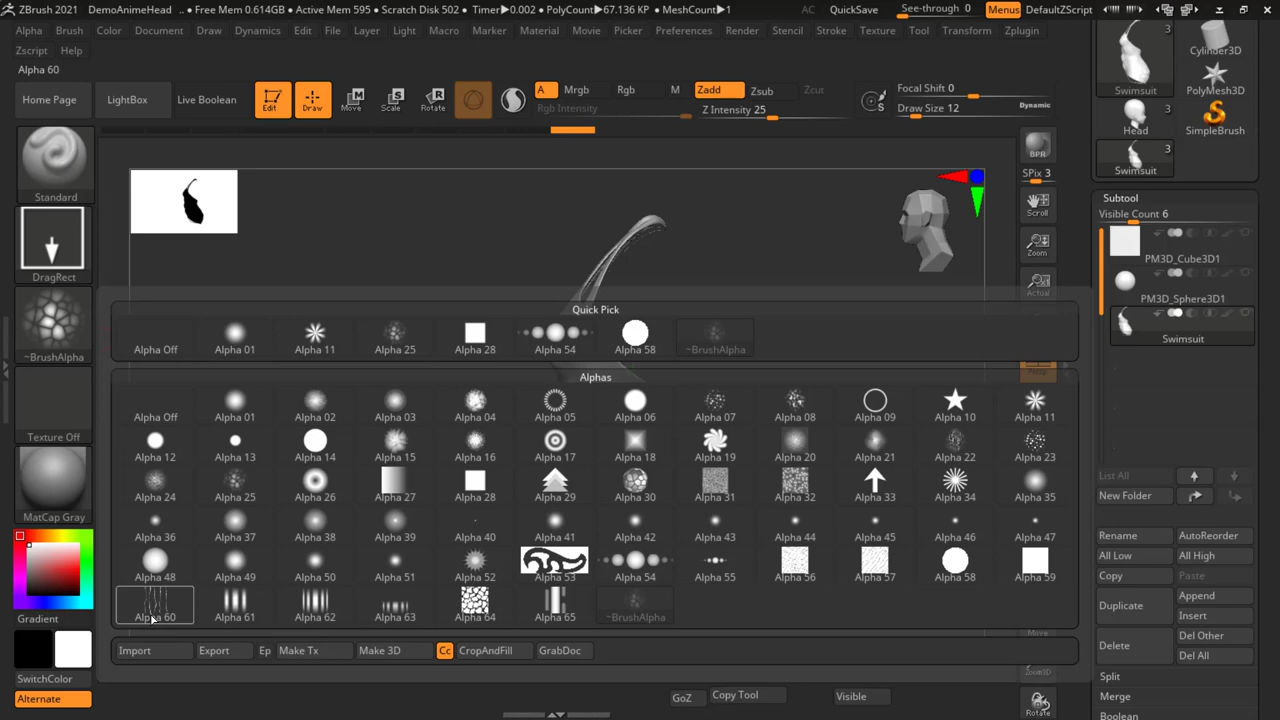 ZBrush 2021 DemoAnimeHead • Free Mem 0.614GB • Active Mem 595 • Scratch Disk 502 • Timer▶0.002 • PolyCount▶67.136 KP • MeshCount▶1 AC QuickSave See-through 0 Menus DefaultZScript
Alpha Brush Color Document Draw Dynamics Edit File Layer Light Macro Marker Material Movie Picker Preferences Render Stencil Stroke Texture Tool Transform Zplugin
Zscript Help
Alpha 60
Home Page LightBox Live Boolean Edit Draw Move Scale Rotate
A Mrgb Rgb M Zadd Zsub Zcut
Rgb Intensity Z Intensity 25
Focal Shift 0
Draw Size 12 Dynamic
3
Swimsuit Cylinder3D
PolyMesh3D
3
Head SimpleBrush
3
Swimsuit
Standard
DragRect
~BrushAlpha
Texture Off
MatCap Gray
Gradient
SwitchColor
Alternate
BPR
SPix 3
Scroll
Zoom
Actual
Persp
Move
Zoom3D
Rotate
Quick Pick
Alpha Off Alpha 01 Alpha 11 Alpha 25 Alpha 28 Alpha 54 Alpha 58 ~BrushAlpha
Alphas
Alpha Off Alpha 01 Alpha 02 Alpha 03 Alpha 04 Alpha 05 Alpha 06 Alpha 07 Alpha 08 Alpha 09 Alpha 10 Alpha 11
Alpha 12 Alpha 13 Alpha 14 Alpha 15 Alpha 16 Alpha 17 Alpha 18 Alpha 19 Alpha 20 Alpha 21 Alpha 22 Alpha 23
Alpha 24 Alpha 25 Alpha 26 Alpha 27 Alpha 28 Alpha 29 Alpha 30 Alpha 31 Alpha 32 Alpha 33 Alpha 34 Alpha 35
Alpha 36 Alpha 37 Alpha 38 Alpha 39 Alpha 40 Alpha 41 Alpha 42 Alpha 43 Alpha 44 Alpha 45 Alpha 46 Alpha 47
Alpha 48 Alpha 49 Alpha 50 Alpha 51 Alpha 52 Alpha 53 Alpha 54 Alpha 55 Alpha 56 Alpha 57 Alpha 58 Alpha 59
Alpha 60 Alpha 61 Alpha 62 Alpha 63 Alpha 64 Alpha 65 ~BrushAlpha
Import Export Ep Make Tx Make 3D Cc CropAndFill GrabDoc
GoZ Copy Tool Visible
Subtool
Visible Count 6
PM3D_Cube3D1
PM3D_Sphere3D1
Swimsuit
List All
New Folder
Rename AutoReorder
All Low All High
Copy Paste
Duplicate Append
Insert
Delete Del Other
Del All
Split
Merge
Boolean